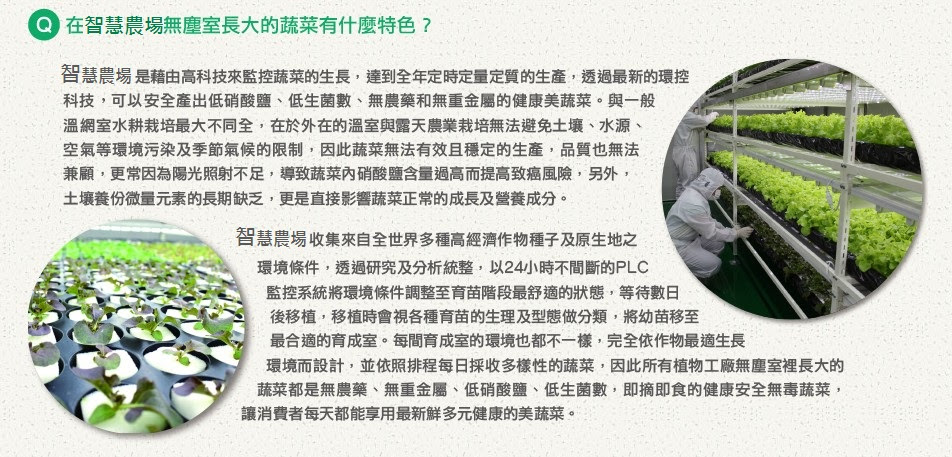 Q 在智慧農場無塵室長大的蔬菜有什麼特色?
智慧農場是藉由高科技來監控蔬菜的生長,達到全年定時定量定質的生產,透過最新的環控
科技,可以安全產出低硝酸鹽、低生菌數、無農藥和無重金屬的健康美蔬菜。與一般
溫網室水耕栽培最大不同全,在於外在的溫室與露天農業栽培無法避免土壤、水源、
空氣等環境污染及季節氣候的限制,因此蔬菜無法有效且穩定的生產,品質也無法
兼顧,更常因為陽光照射不足,導致蔬菜內硝酸鹽含量過高而提高致癌風險,另外,
土壤養份微量元素的長期缺乏,更是直接影響蔬菜正常的成長及營養成分。
智慧農場收集來自全世界多種高經濟作物種子及原生地之
環境條件,透過研究及分析統整,以24小時不間斷的PLC
監控系統將環境條件調整至育苗階段最舒適的狀態,等待數日
後移植,移植時會視各種育苗的生理及型態做分類,將幼苗移至
最合適的育成室。每間育成室的環境也都不一樣,完全依作物最適生長
環境而設計,並依照排程每日採收多樣性的蔬菜,因此所有植物工廠無塵室裡長大的
蔬菜都是無農藥、無重金屬、低硝酸鹽、低生菌數,即摘即食的健康安全無毒蔬菜,
讓消費者每天都能享用最新鮮多元健康的美蔬菜。